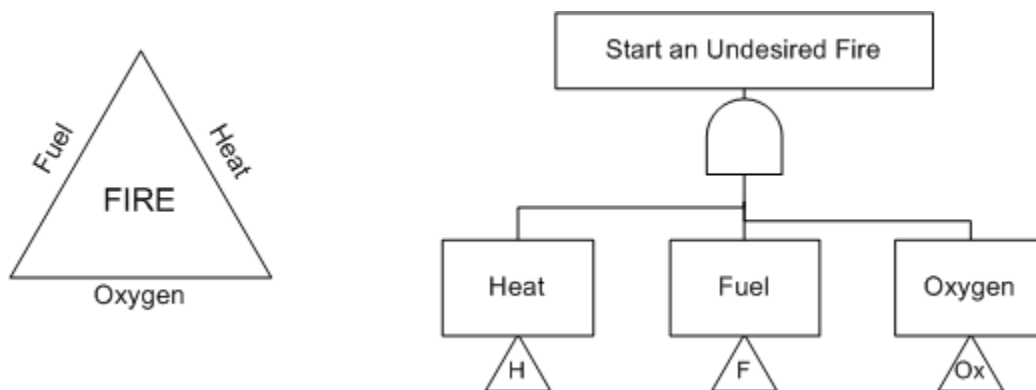 Fuel
Heat
FIRE
Oxygen
Start an Undesired Fire
Heat
Fuel
Oxygen
H
F
Ox